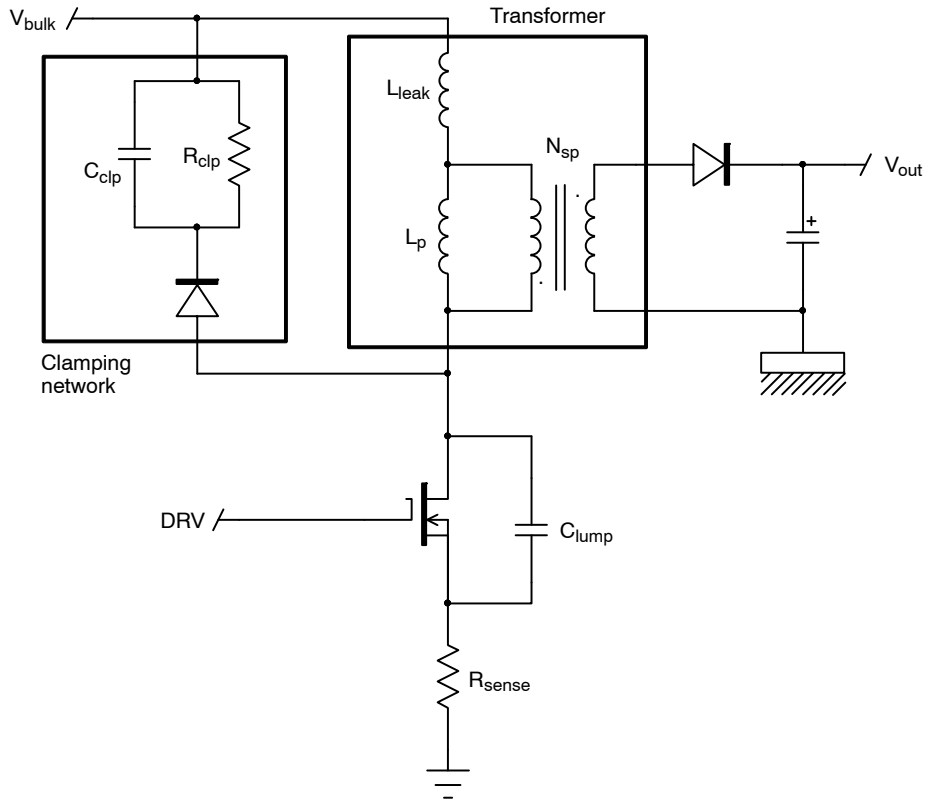 Transformer
Vbulk
Lleak
Nsp
Cclp
Rclp
Vout
+
Lp
Clamping
network
DRV
Clump
Rsense